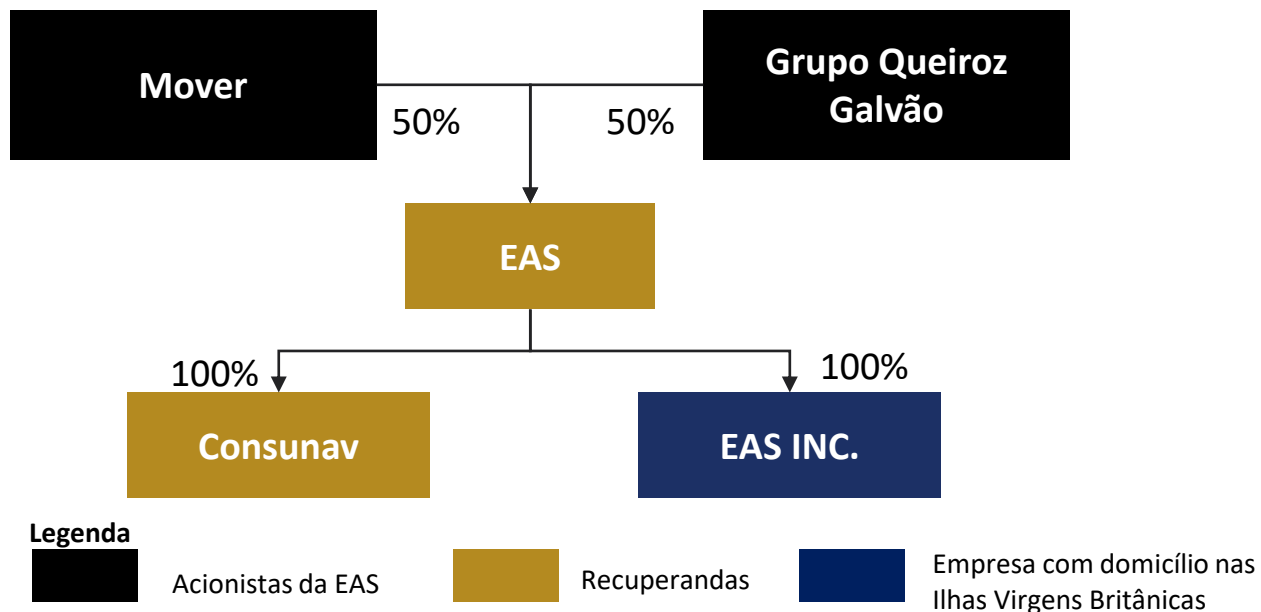 Mover
Grupo Queiroz
Galvão
50%
50%
EAS
100%
100%
Consunav
EAS INC.
Legenda
Acionistas da EAS
Recuperandas
Empresa com domicílio nas
Ilhas Virgens Britânicas